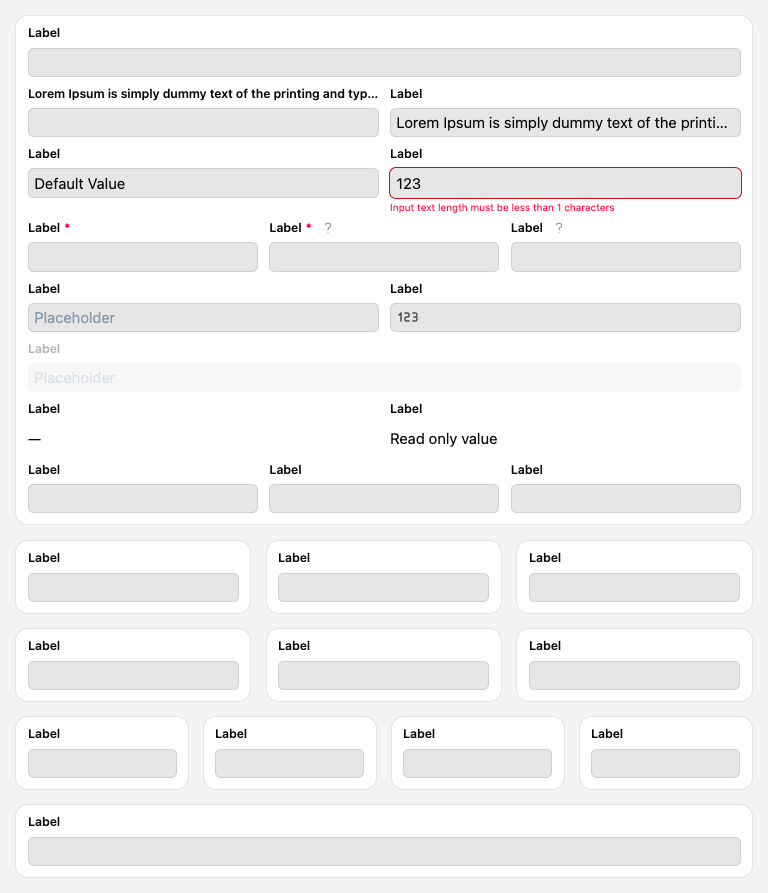 Label
Lorem Ipsum is simply dummy text of the printing and typ... Label
Lorem Ipsum is simply dummy text of the printi...
Label Label
Default Value 123
Input text length must be less than 1 characters
Label * Label * ? Label ?
Label Label
Placeholder 123
Label
Placeholder
Label Label
— Read only value
Label Label Label
Label Label Label
Label Label Label
Label Label Label Label
Label